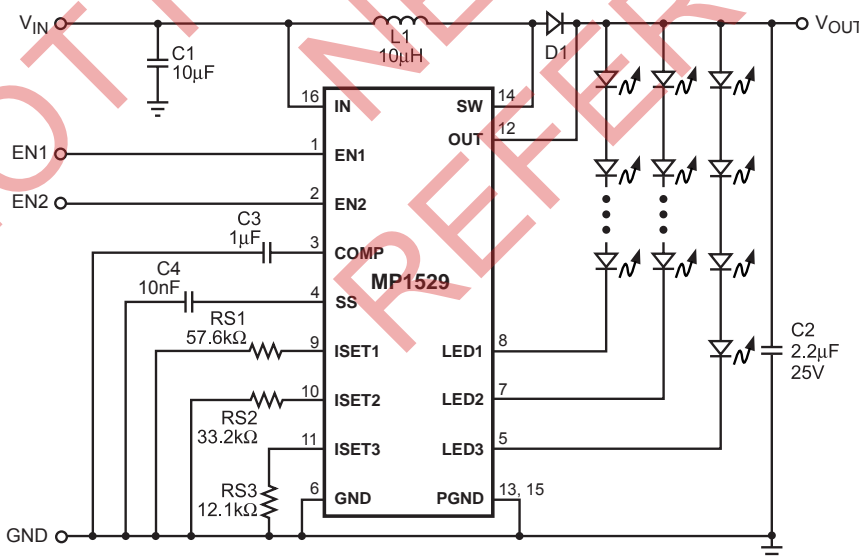 NOT
NE
REFER
VIN
L1
10µH
D1
VOUT
C1
10µF
16 IN
SW 14
OUT 12
EN1
1 EN1
EN2
2 EN2
C3
1µF
3 COMP
MP1529
C4
10nF
4 SS
RS1
57.6kΩ
9 ISET1
LED1 8
C2
2.2µF
25V
10 ISET2
LED2 7
RS2
33.2kΩ
11 ISET3
LED3 5
RS3
12.1kΩ
6 GND
PGND 13, 15
GND